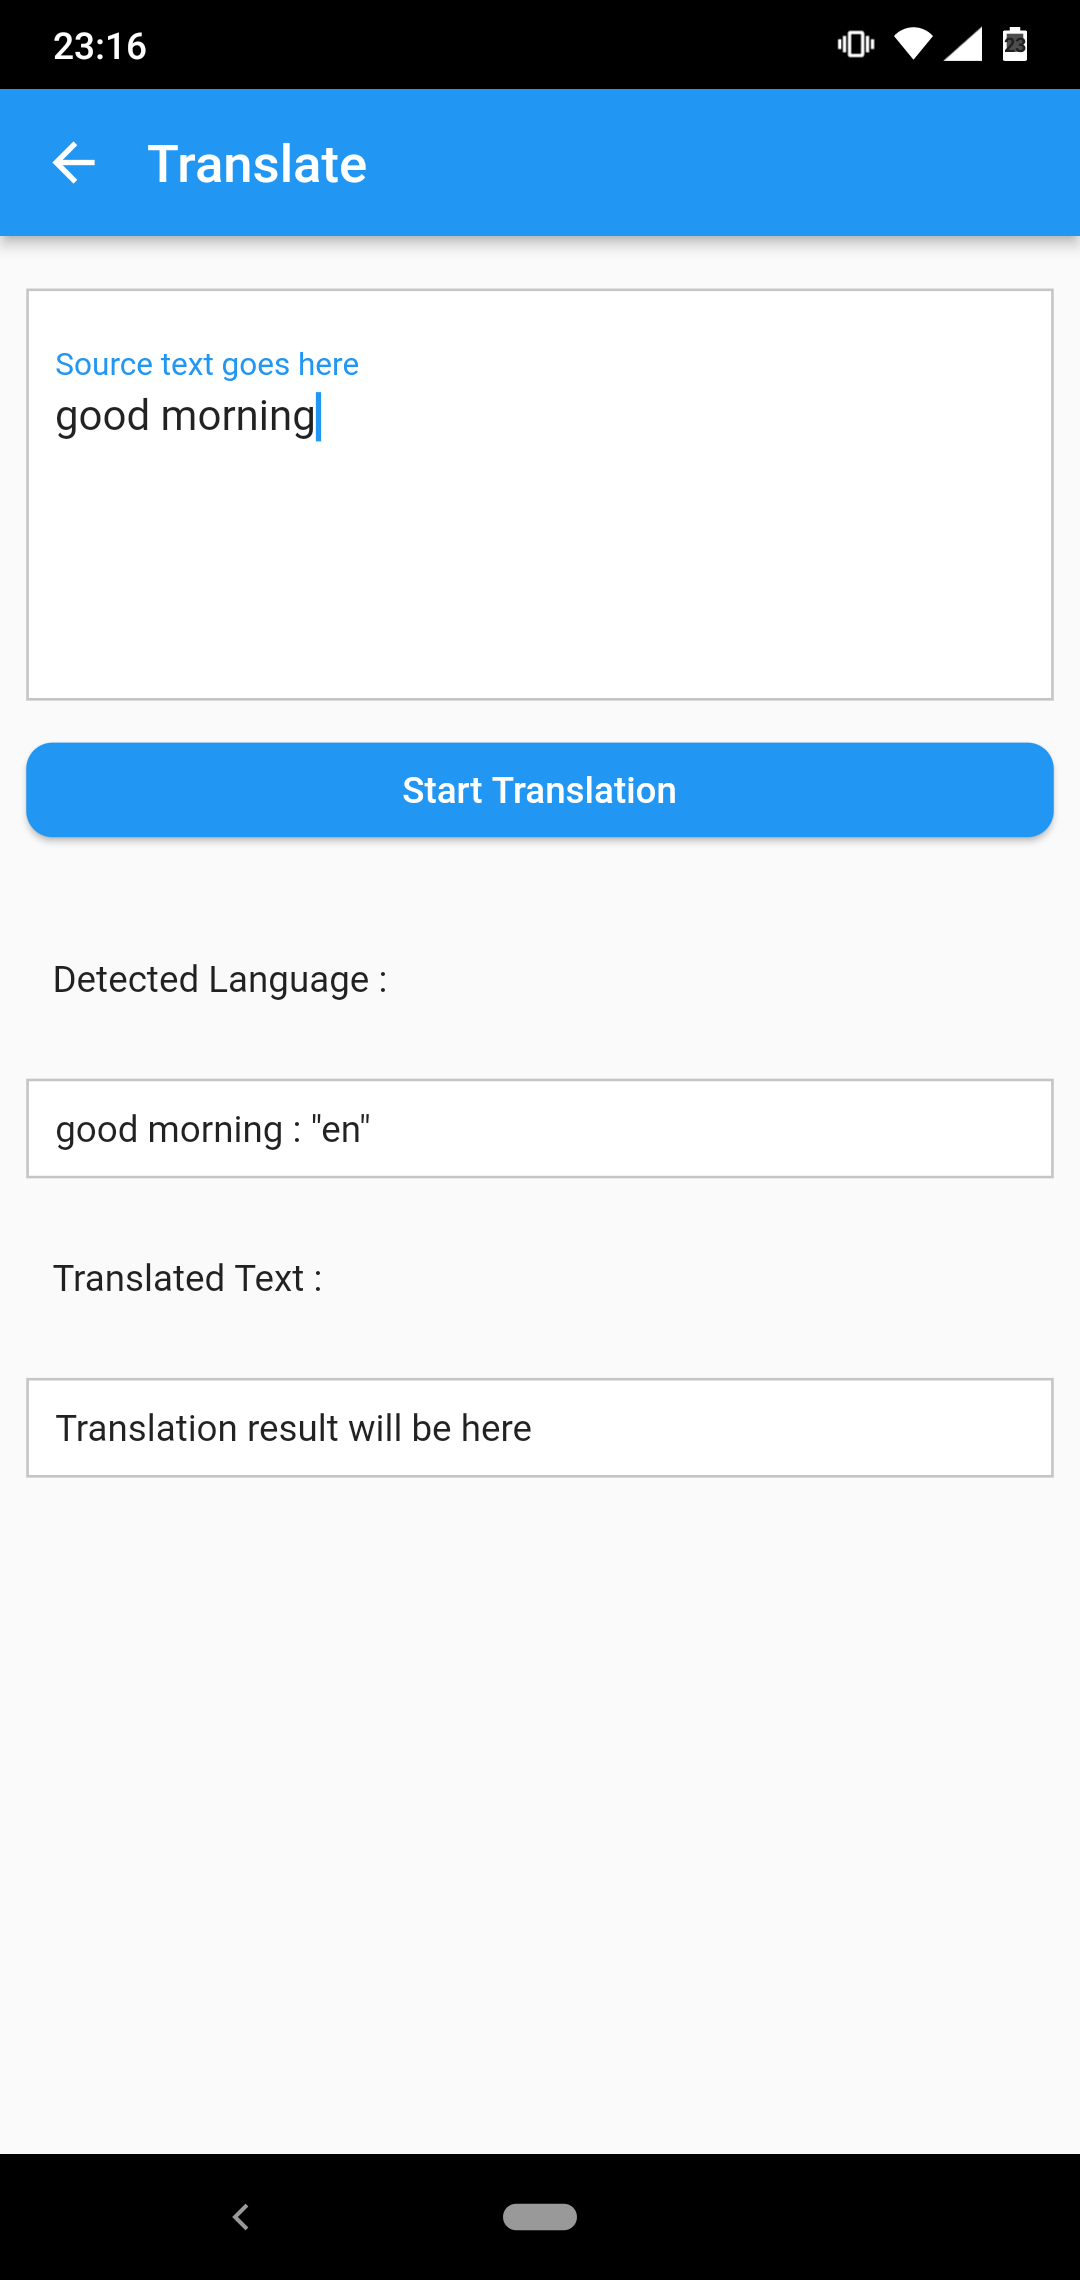 23:16
23
Translate
Source text goes here
good morning
Start Translation
Detected Language :
good morning : "en"
Translated Text :
Translation result will be here